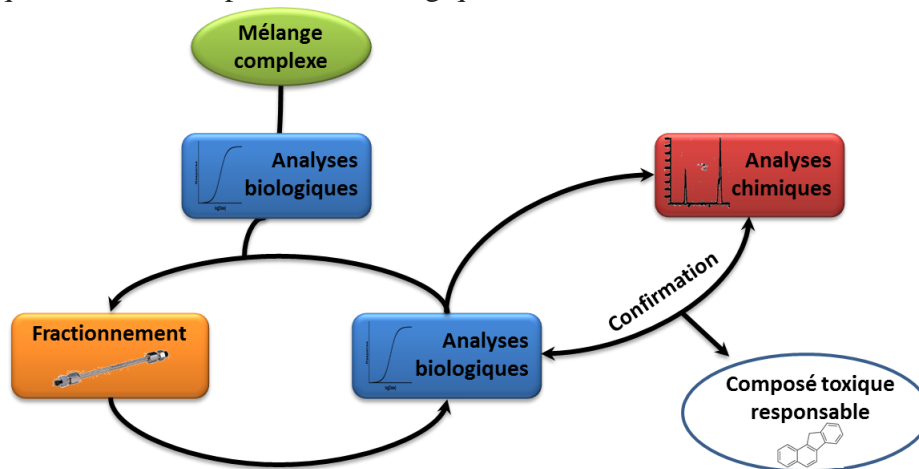 Mélange
complexe
Analyses
biologiques
Analyses
chimiques
Confirmation
Fractionnement
Analyses
biologiques
Composé toxique
responsable